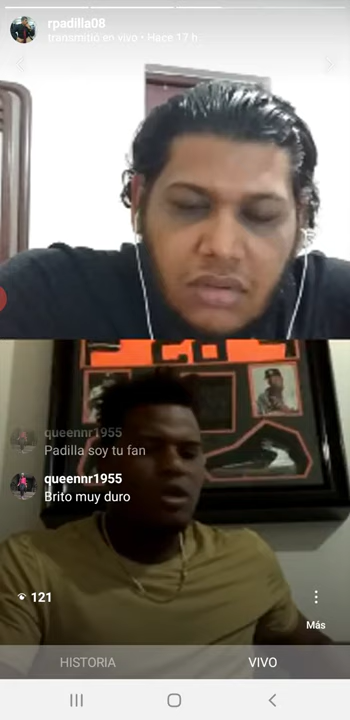 rpadilla08
transmitió en vivo • Hace 17 h
queennr1955
Padilla soy tu fan
queennr1955
Brito muy duro
121
Más
HISTORIA
VIVO